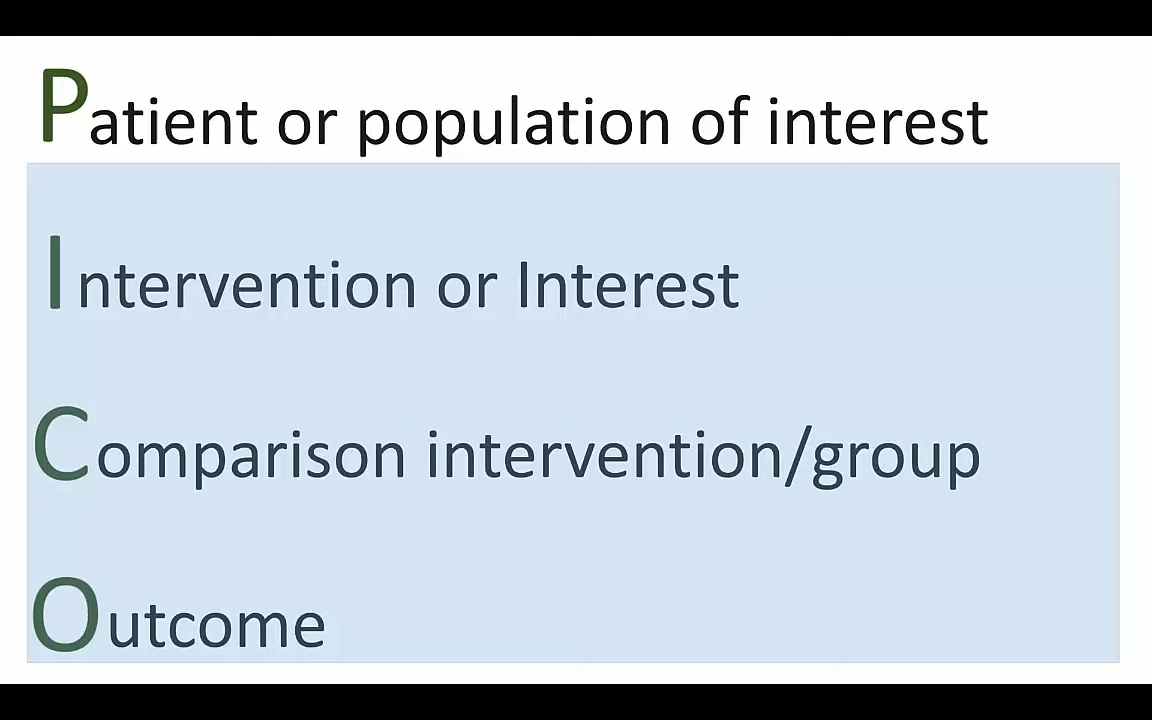 Patient or population of interest
Intervention or Interest
Comparison intervention/group
Outcome